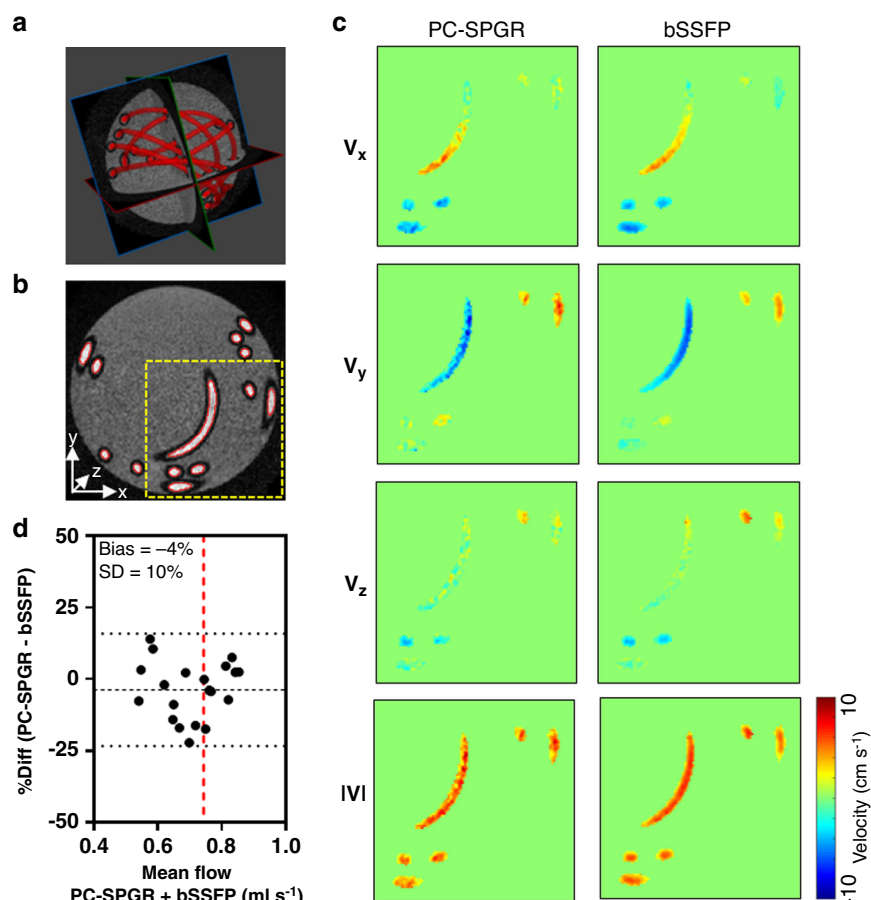 a
b
y
z
x
d
50
25
0
-25
-50
Bias = –4%
SD = 10%
%Diff (PC-SPGR - bSSFP)
0.4 0.6 0.8 1.0
Mean flow
PC-SPGR + bSSFP (ml s⁻¹)
c
PC-SPGR bSSFP
Vx
Vy
Vz
|V|
10
-10
Velocity (cm s⁻¹)